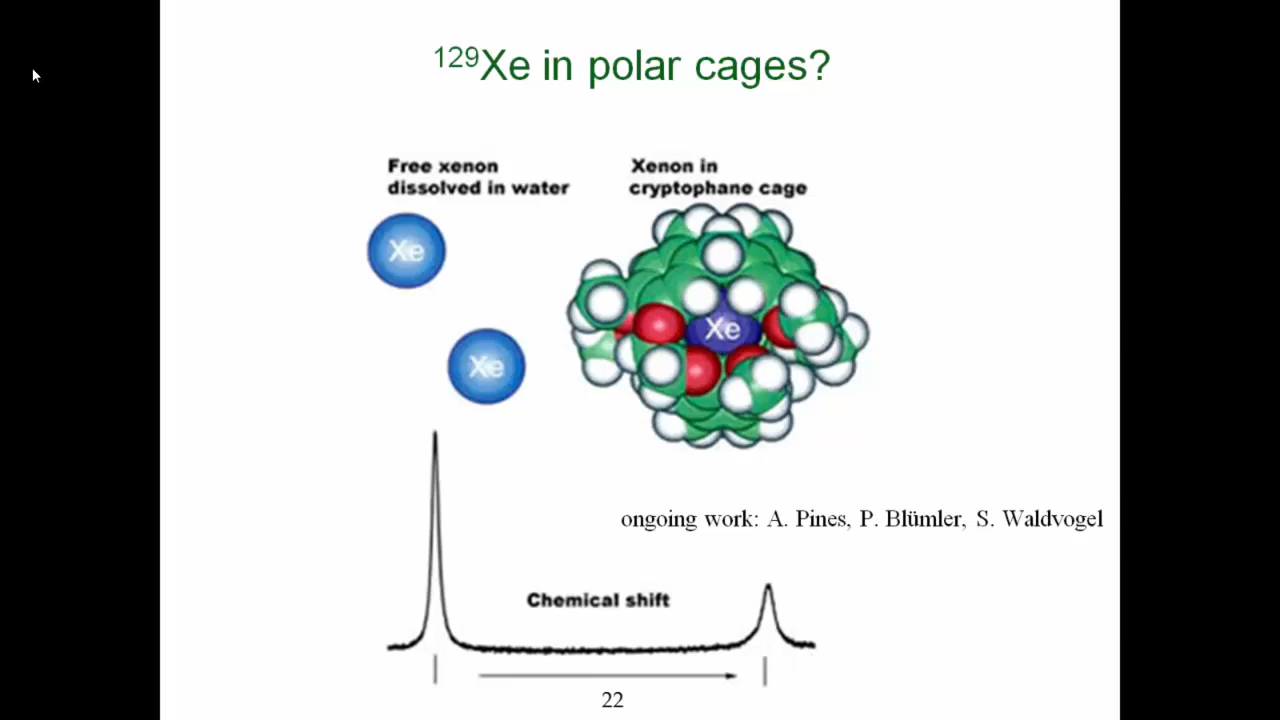 ¹²⁹Xe in polar cages?
Free xenon
dissolved in water
Xenon in
cryptophane cage
Xe
Xe
Xe
ongoing work: A. Pines, P. Blümler, S. Waldvogel
Chemical shift
22